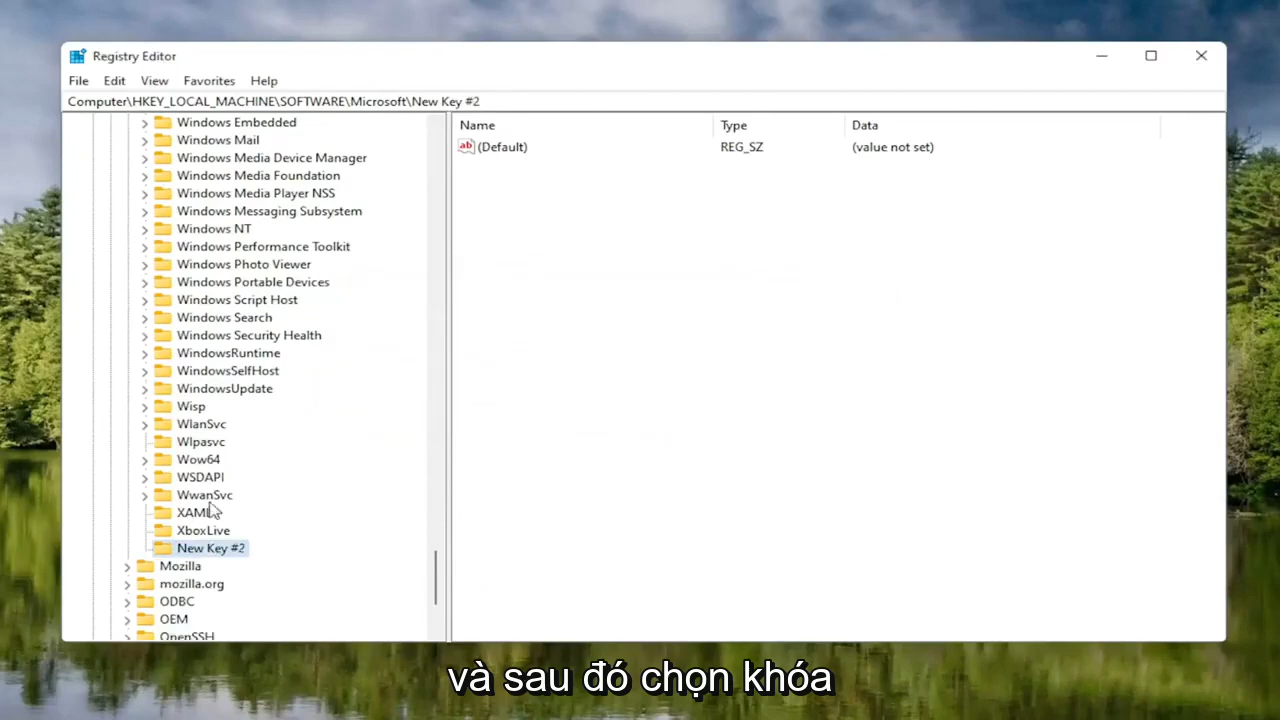 Registry Editor
File Edit View Favorites Help
Computer\HKEY_LOCAL_MACHINE\SOFTWARE\Microsoft\New Key #2
Name Type Data
(Default) REG_SZ (value not set)
Windows Embedded
Windows Mail
Windows Media Device Manager
Windows Media Foundation
Windows Media Player NSS
Windows Messaging Subsystem
Windows NT
Windows Performance Toolkit
Windows Photo Viewer
Windows Portable Devices
Windows Script Host
Windows Search
Windows Security Health
WindowsRuntime
WindowsSelfHost
WindowsUpdate
Wisp
WlanSvc
Wlpasvc
Wow64
WSDAPI
WwanSvc
XAML
XboxLive
New Key #2
Mozilla
mozilla.org
ODBC
OEM
OpenSSH
và sau đó chọn khóa